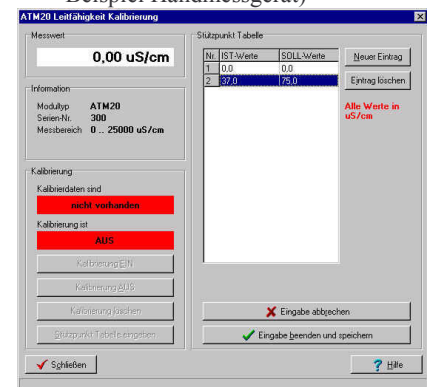 Beispiel Handmessgerät)
ATM20 Leitfähigkeit Kalibrierung
Messwert
0,00 uS/cm
Information
Modultyp ATM20
Serien-Nr. 300
Messbereich 0 .. 25000 uS/cm
Kalibrierung
Kalibrierdaten sind
nicht vorhanden
Kalibrierung ist
AUS
Kalibrierung EIN
Kalibrierung AUS
Kalibrierung löschen
Stützpunkt Tabelle eingeben
Stützpunkt Tabelle
Nr. IST-Werte SOLL-Werte
1 0,0 0,0
2 37,0 75,0
Neuer Eintrag
Eintrag löschen
Alle Werte in
uS/cm
Eingabe abbrechen
Eingabe beenden und speichern
Schließen
Hilfe